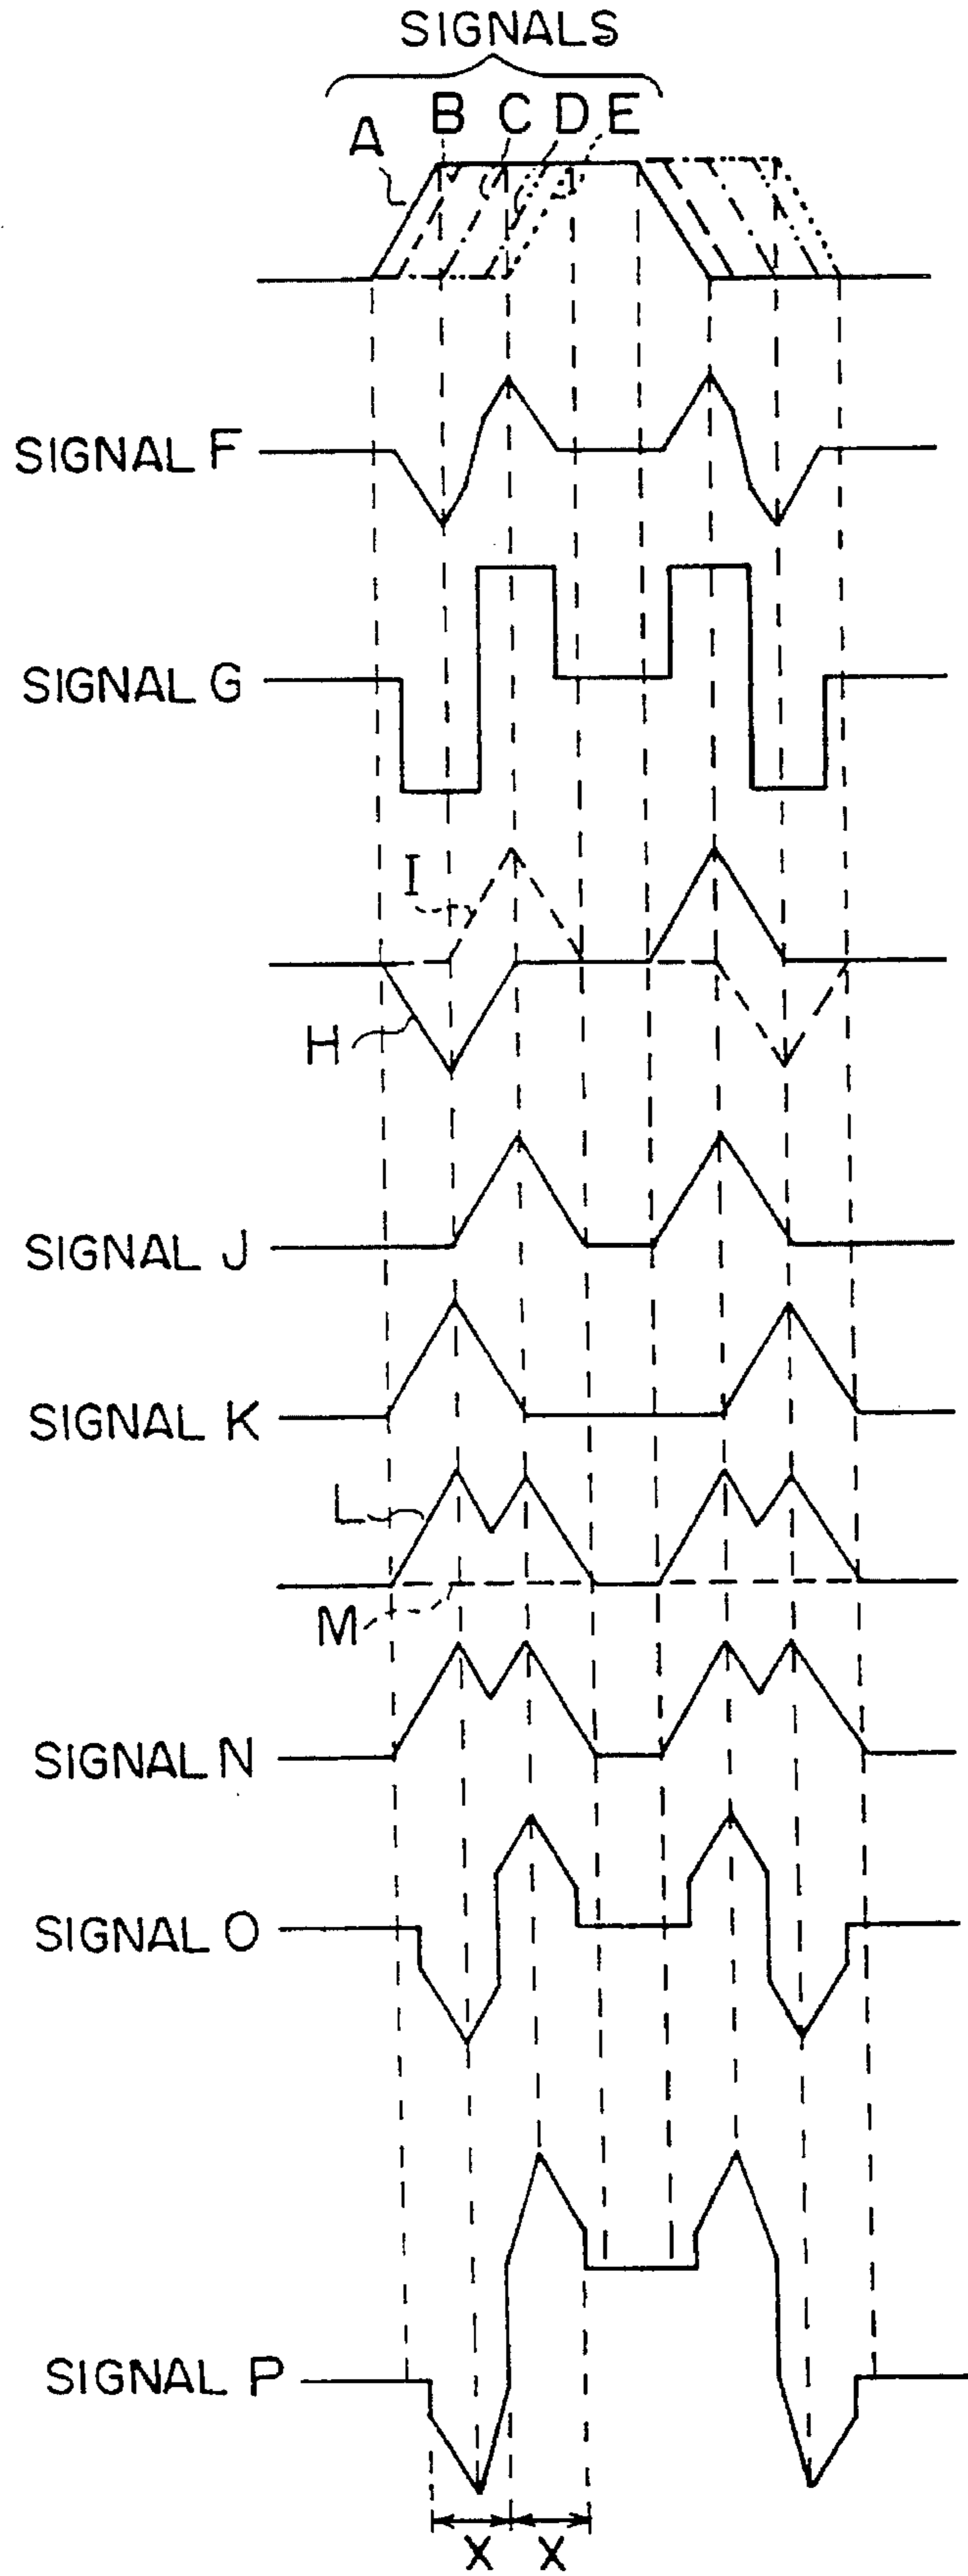 SIGNALS
A B C D E
SIGNAL F
SIGNAL G
I
H
SIGNAL J
SIGNAL K
L
M
SIGNAL N
SIGNAL O
SIGNAL P
X X